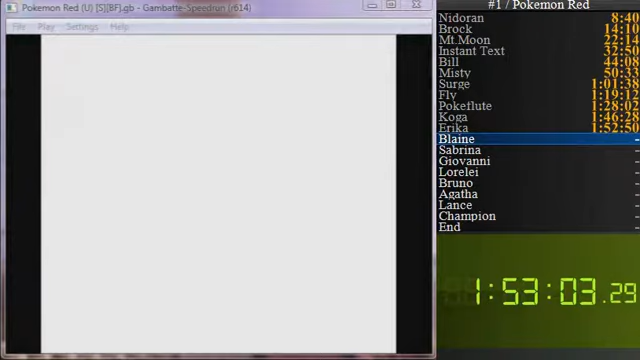 Pokemon Red (U) [S][BF].gb - Gambatte-Speedrun (r614)
File Play Settings Help
#1 / Pokemon Red
Nidoran 8:40
Brock 14:10
Mt.Moon 22:14
Instant Text 32:50
Bill 44:08
Misty 50:33
Surge 1:01:38
Fly 1:19:12
Pokeflute 1:28:02
Koga 1:46:28
Erika 1:52:50
Blaine -
Sabrina -
Giovanni -
Lorelei -
Bruno -
Agatha -
Lance -
Champion -
End -
1:53:03.29